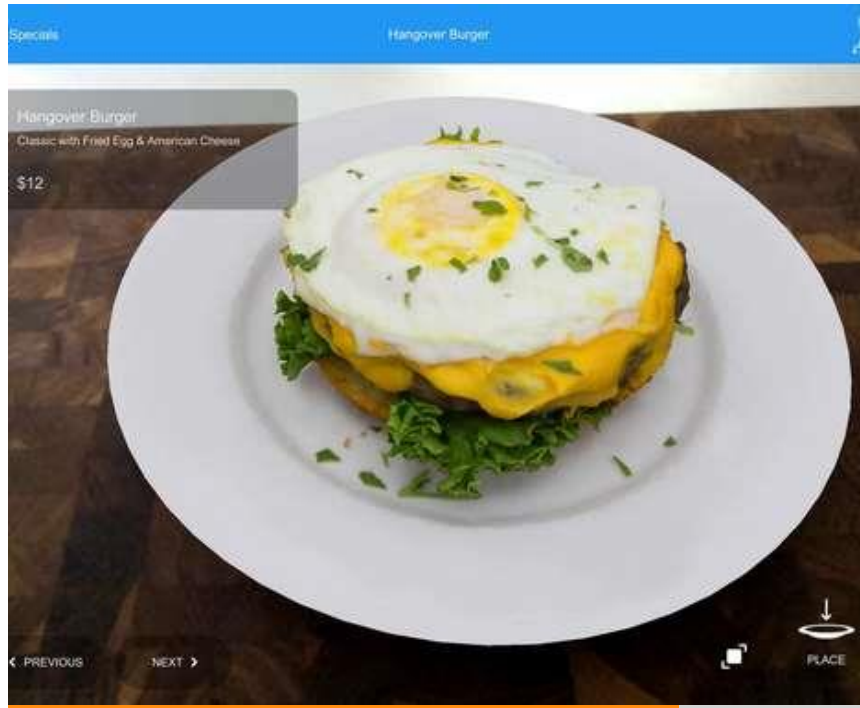 Specials
Hangover Burger
Hangover Burger
Classic with Fried Egg & American Cheese
$12
PREVIOUS
NEXT
PLACE